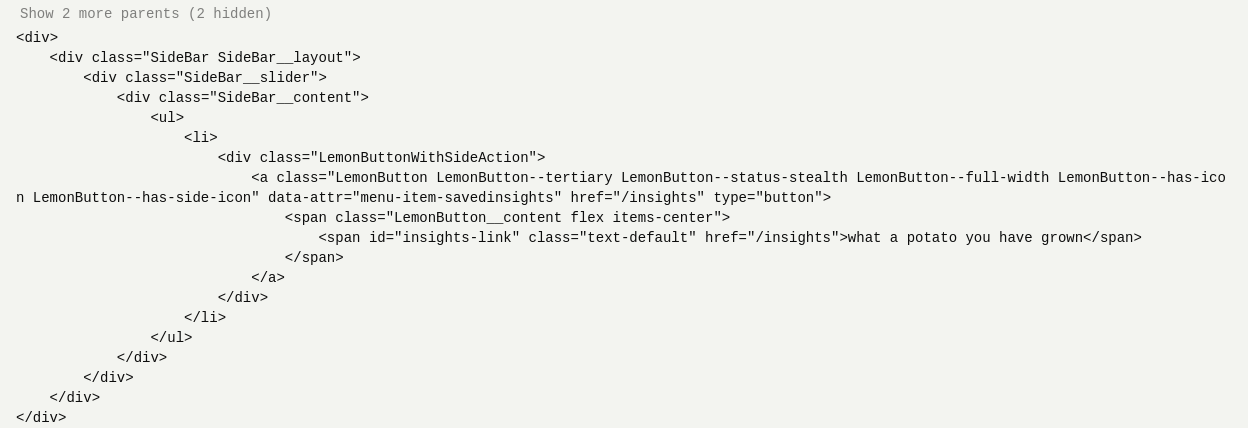 Show 2 more parents (2 hidden)
<div>
    <div class="SideBar SideBar__layout">
        <div class="SideBar__slider">
            <div class="SideBar__content">
                <ul>
                    <li>
                        <div class="LemonButtonWithSideAction">
                            <a class="LemonButton LemonButton--tertiary LemonButton--status-stealth LemonButton--full-width LemonButton--has-ico
n LemonButton--has-side-icon" data-attr="menu-item-savedinsights" href="/insights" type="button">
                                <span class="LemonButton__content flex items-center">
                                    <span id="insights-link" class="text-default" href="/insights">what a potato you have grown</span>
                                </span>
                            </a>
                        </div>
                    </li>
                </ul>
            </div>
        </div>
    </div>
</div>